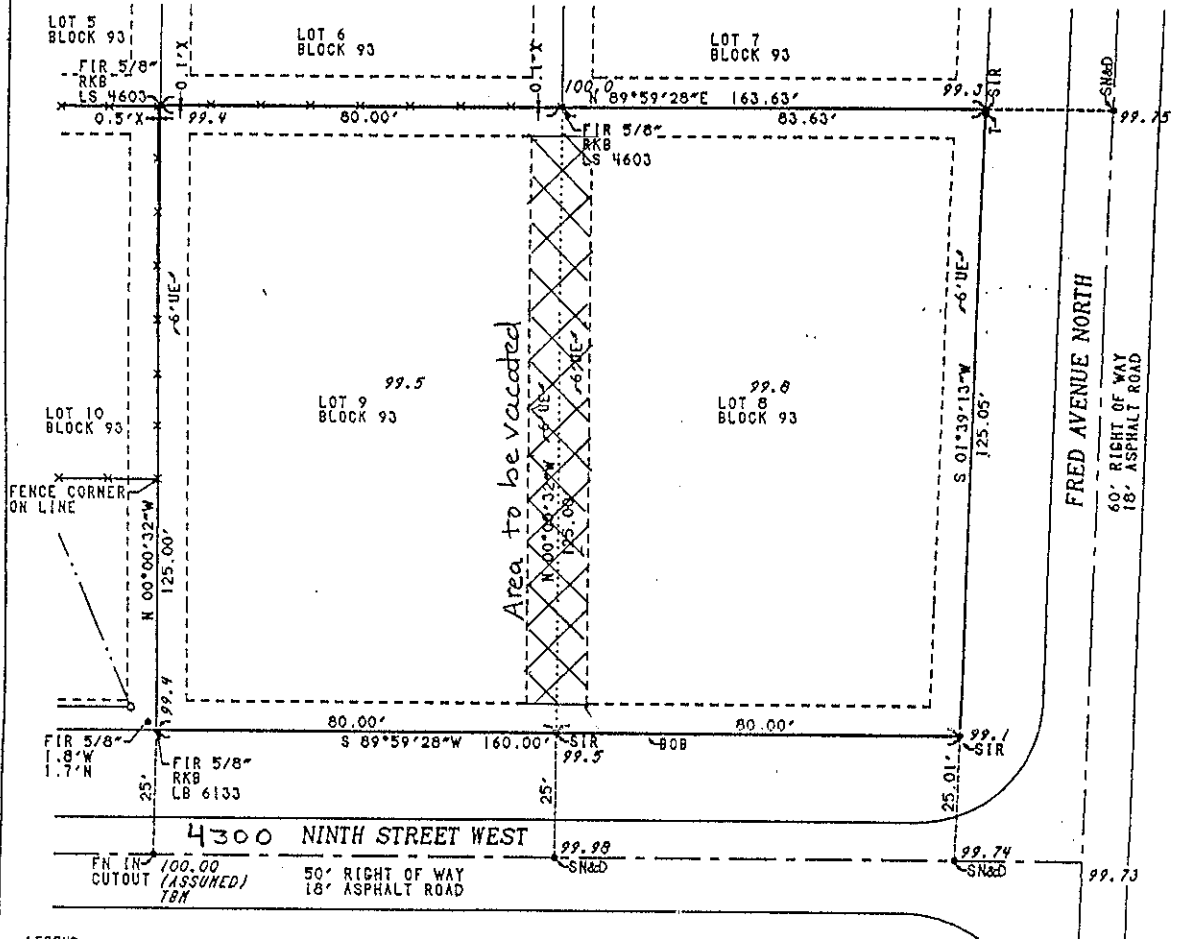 LOT 5
BLOCK 93
LOT 6
BLOCK 93
LOT 7
BLOCK 93
FIR 5/8"
RKB
LS 4603
0.1'X
0.1'X
0.5'X
99.4
80.00'
100.0
N 89°59'28"E 163.63'
83.63'
99.3
SIR
SN&D
99.75
FIR 5/8"
RKB
LS 4603
6'UE
6'UE
FRED AVENUE NORTH
60' RIGHT OF WAY
18' ASPHALT ROAD
Area to be vacated
99.5
LOT 9
BLOCK 93
6'UE
6'UE
99.8
LOT 8
BLOCK 93
LOT 10
BLOCK 93
FENCE CORNER
ON LINE
N 00°00'32"W
125.00'
N 00°00'32"W
125.00
S 01°39'13"W
125.05'
99.4
80.00'
80.00'
S 89°59'28"W 160.00'
SIR
99.5
BOB
99.1
SIR
FIR 5/8"
1.8'W
1.7'N
FIR 5/8"
RKB
LB 6133
25'
25'
25.01'
4300 NINTH STREET WEST
FN IN
CUTOUT
100.00
(ASSUMED)
TBM
50' RIGHT OF WAY
18' ASPHALT ROAD
99.98
SN&D
99.74
SN&D
99.73